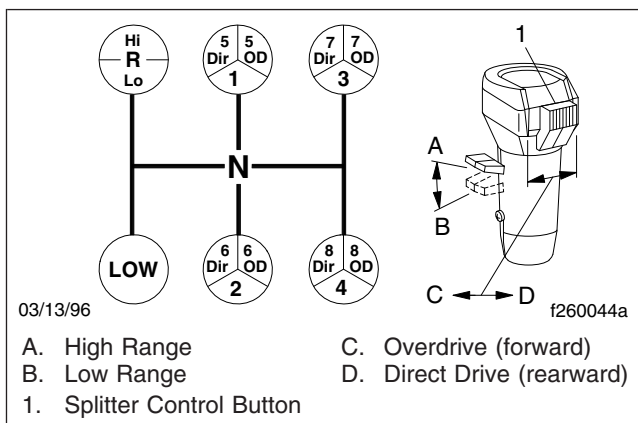 Hi
R
Lo
5 5
Dir OD
1
7 7
Dir OD
3
1
A
B
N
LOW
6 6
Dir OD
2
8 8
Dir OD
4
C D
03/13/96
f260044a
A. High Range
B. Low Range
1. Splitter Control Button
C. Overdrive (forward)
D. Direct Drive (rearward)